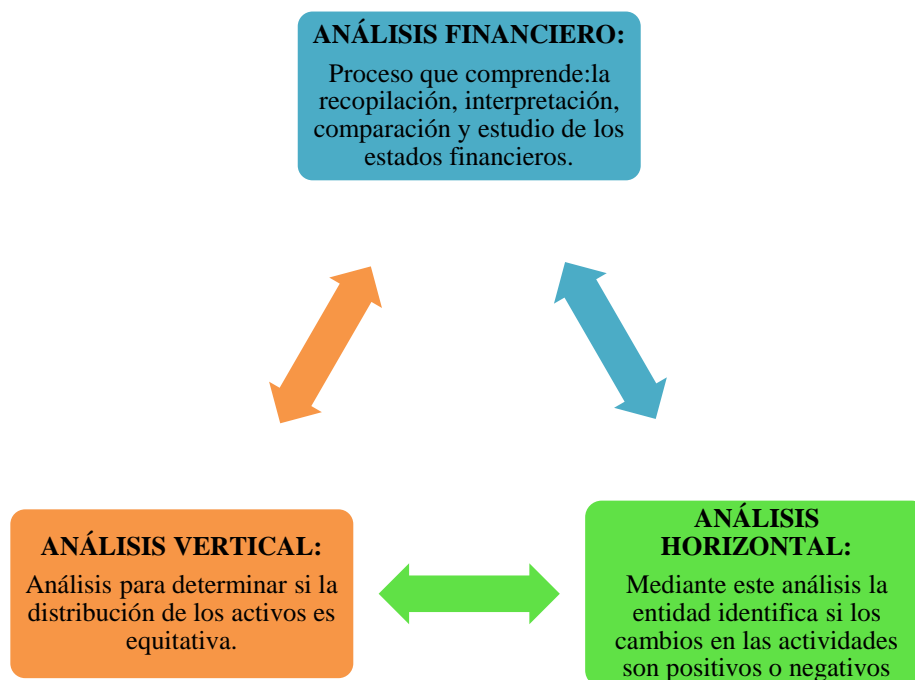 ANÁLISIS FINANCIERO:
Proceso que comprende:la
recopilación, interpretación,
comparación y estudio de los
estados financieros.
ANÁLISIS VERTICAL:
Análisis para determinar si la
distribución de los activos es
equitativa.
ANÁLISIS
HORIZONTAL:
Mediante este análisis la
entidad identifica si los
cambios en las actividades
son positivos o negativos